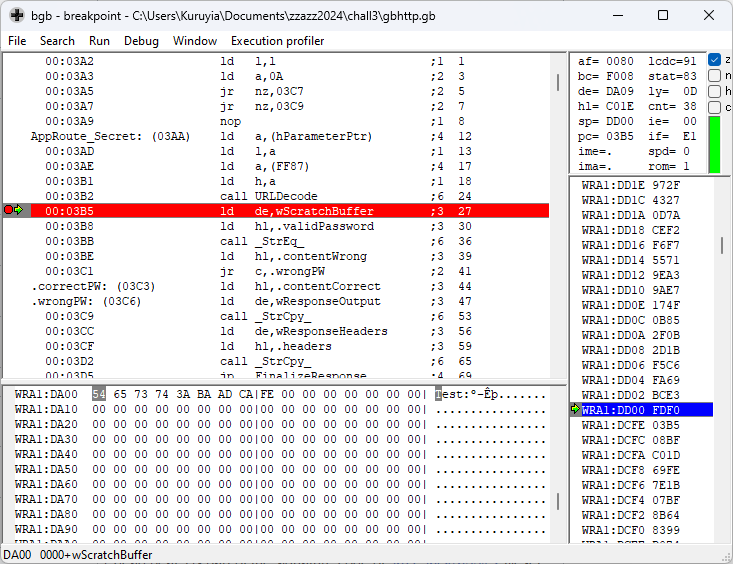 bgb - breakpoint - C:\Users\Kuruyia\Documents\zzazz2024\chall3\gbhttp.gb
File Search Run Debug Window Execution profiler
00:03A2 ld l,l ;1 1
00:03A3 ld a,0A ;2 3
00:03A5 jr nz,03C7 ;2 5
00:03A7 jr nz,03C9 ;2 7
00:03A9 nop ;1 8
AppRoute_Secret: (03AA) ld a,(hParameterPtr) ;4 12
00:03AD ld l,a ;1 13
00:03AE ld a,(FF87) ;4 17
00:03B1 ld h,a ;1 18
00:03B2 call URLDecode ;6 24
00:03B5 ld de,wScratchBuffer ;3 27
00:03B8 ld hl,.validPassword ;3 30
00:03BB call _StrEq_ ;6 36
00:03BE ld hl,.contentWrong ;3 39
00:03C1 jr c,.wrongPW ;2 41
.correctPW: (03C3) ld hl,.contentCorrect ;3 44
.wrongPW: (03C6) ld de,wResponseOutput ;3 47
00:03C9 call _StrCpy_ ;6 53
00:03CC ld de,wResponseHeaders ;3 56
00:03CF ld hl,.headers ;3 59
00:03D2 call _StrCpy_ ;6 65
00:03D5 jp FinalizeResponse ;4 69
af= 0080 lcdc=91
bc= F008 stat=83
de= DA09 ly= 0D
hl= C01E cnt= 38
sp= DD00 ie= 00
pc= 03B5 if= E1
ime=. spd= 0
ima=. rom= 1
z
n
h
c
WRA1:DD1E 972F
WRA1:DD1C 4327
WRA1:DD1A 0D7A
WRA1:DD18 CEF2
WRA1:DD16 F6F7
WRA1:DD14 5571
WRA1:DD12 9EA3
WRA1:DD10 9AE7
WRA1:DD0E 174F
WRA1:DD0C 0B85
WRA1:DD0A 2F0B
WRA1:DD08 2D1B
WRA1:DD06 F5C6
WRA1:DD04 FA69
WRA1:DD02 BCE3
WRA1:DD00 FDF0
WRA1:DCFE 03B5
WRA1:DCFC 08BF
WRA1:DCFA C01D
WRA1:DCF8 69FE
WRA1:DCF6 7E1B
WRA1:DCF4 07BF
WRA1:DCF2 8B64
WRA1:DCF0 8399
WRA1:DA00 54 65 73 74 3A BA AD CA|FE 00 00 00 00 00 00 00| Test:º-Êþ.......
WRA1:DA10 00 00 00 00 00 00 00 00|00 00 00 00 00 00 00 00| ................
WRA1:DA20 00 00 00 00 00 00 00 00|00 00 00 00 00 00 00 00| ................
WRA1:DA30 00 00 00 00 00 00 00 00|00 00 00 00 00 00 00 00| ................
WRA1:DA40 00 00 00 00 00 00 00 00|00 00 00 00 00 00 00 00| ................
WRA1:DA50 00 00 00 00 00 00 00 00|00 00 00 00 00 00 00 00| ................
WRA1:DA60 00 00 00 00 00 00 00 00|00 00 00 00 00 00 00 00| ................
WRA1:DA70 00 00 00 00 00 00 00 00|00 00 00 00 00 00 00 00| ................
WRA1:DA80 00 00 00 00 00 00 00 00|00 00 00 00 00 00 00 00| ................
WRA1:DA90 00 00 00 00 00 00 00 00|00 00 00 00 00 00 00 00| ................
DA00 0000+wScratchBuffer